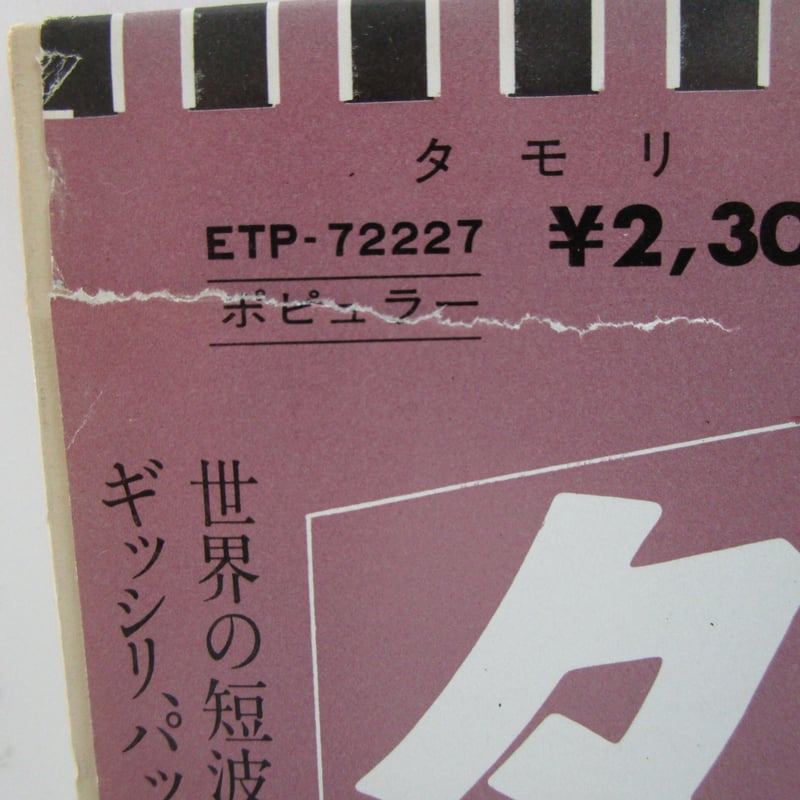 タモリ
ETP-72227 ¥2,30
ポピュラー
世界の短波
ギッシリ、パッ
タ